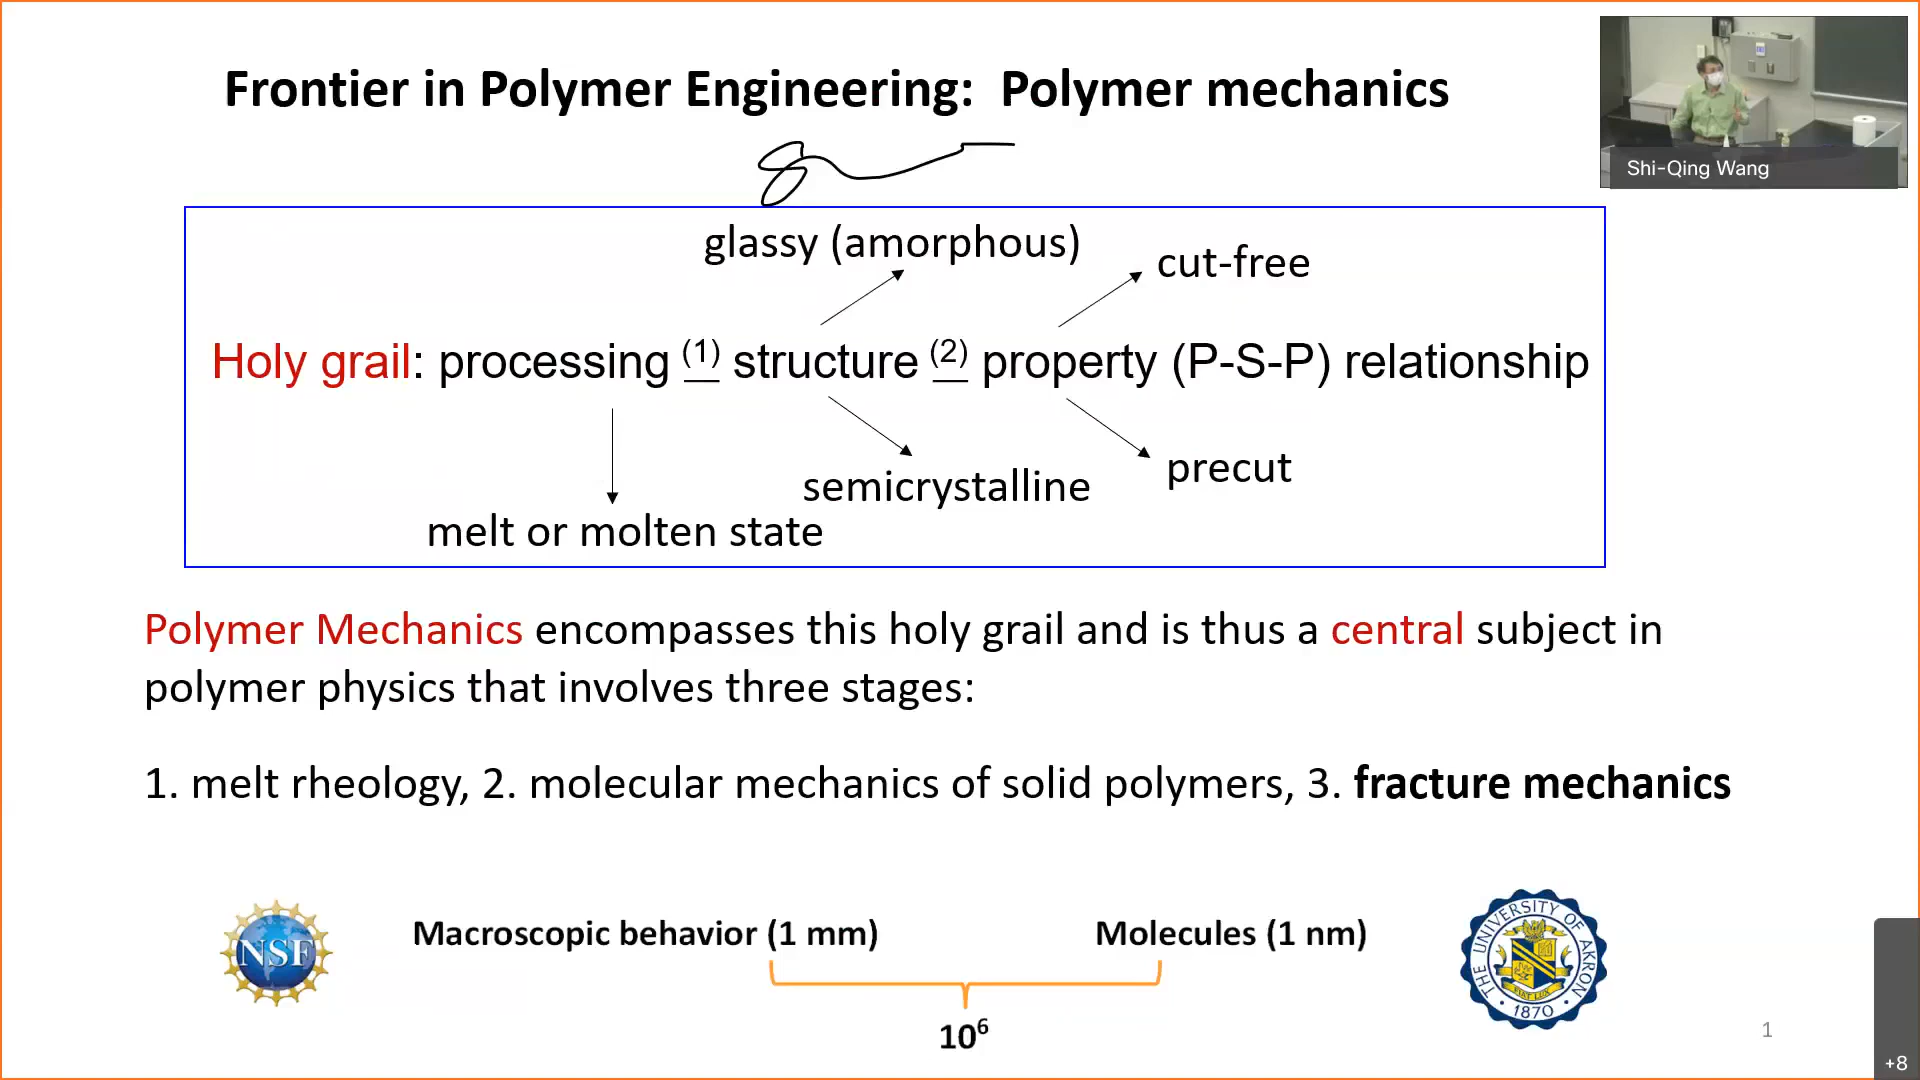 Frontier in Polymer Engineering: Polymer mechanics
Shi-Qing Wang
glassy (amorphous)
cut-free
Holy grail: processing (1) structure (2) property (P-S-P) relationship
precut
semicrystalline
melt or molten state
Polymer Mechanics encompasses this holy grail and is thus a central subject in
polymer physics that involves three stages:
1. melt rheology, 2. molecular mechanics of solid polymers, 3. fracture mechanics
NSF
Macroscopic behavior (1 mm)
Molecules (1 nm)
10⁶
THE UNIVERSITY OF AKRON
FIAT LUX
1870
1
+8